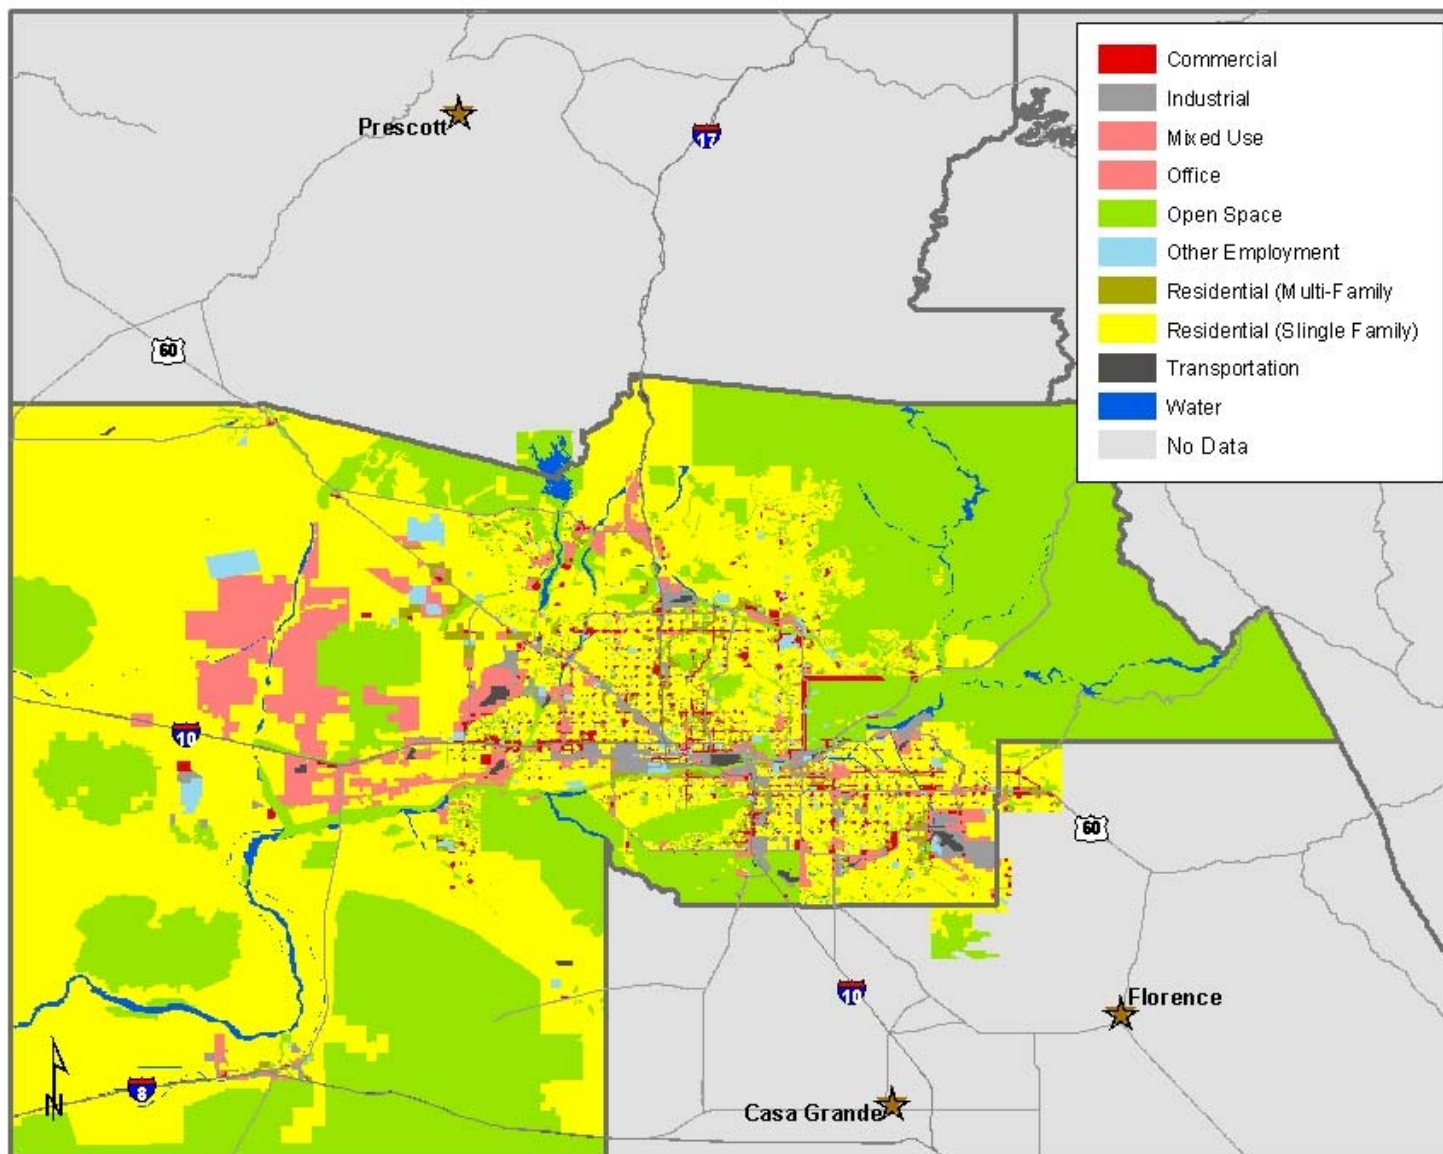 Commercial
Industrial
Mixed Use
Office
Open Space
Other Employment
Residential (Multi-Family
Residential (Slingle Family)
Transportation
Water
No Data
Prescott
17
60
10
60
10
Florence
8
N
Casa Grande